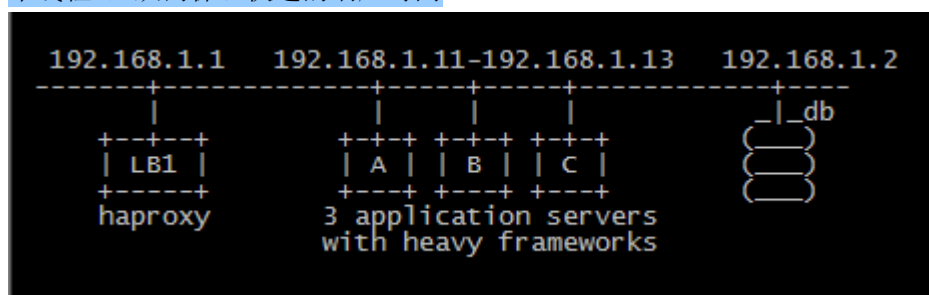 192.168.1.1 192.168.1.11-192.168.1.13 192.168.1.2
db
LB1 A B C
haproxy 3 application servers
with heavy frameworks